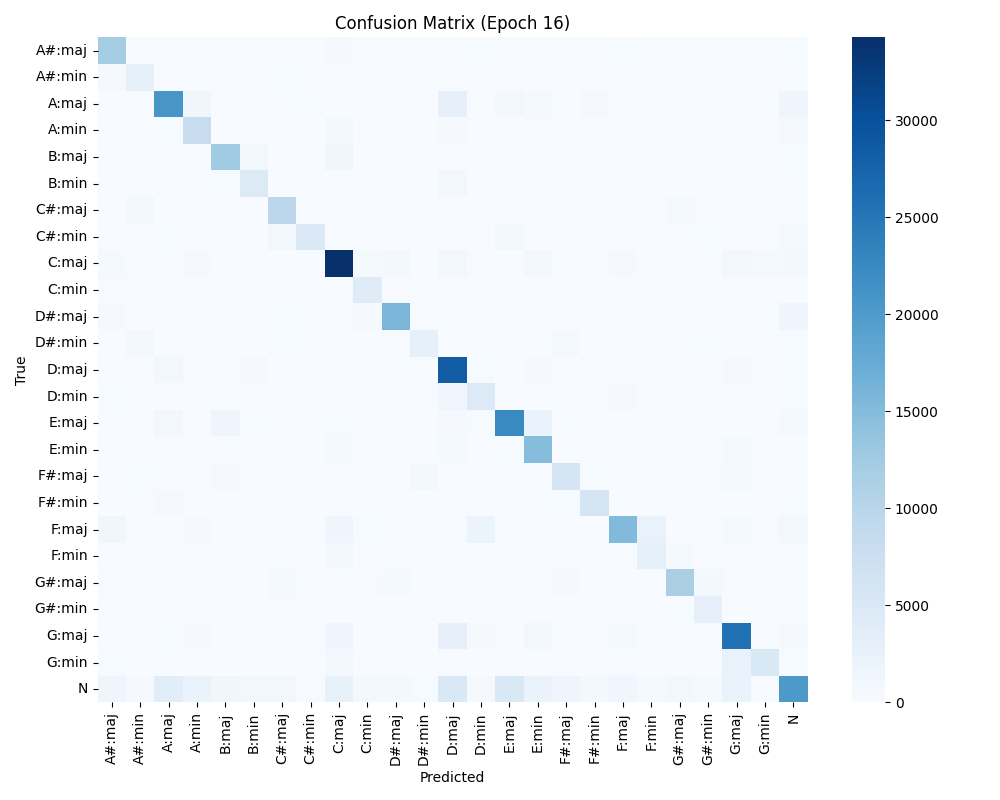 Confusion Matrix (Epoch 16)
True
A#:maj
A#:min
A:maj
A:min
B:maj
B:min
C#:maj
C#:min
C:maj
C:min
D#:maj
D#:min
D:maj
D:min
E:maj
E:min
F#:maj
F#:min
F:maj
F:min
G#:maj
G#:min
G:maj
G:min
N
A#:maj
A#:min
A:maj
A:min
B:maj
B:min
C#:maj
C#:min
C:maj
C:min
D#:maj
D#:min
D:maj
D:min
E:maj
E:min
F#:maj
F#:min
F:maj
F:min
G#:maj
G#:min
G:maj
G:min
N
Predicted
30000
25000
20000
15000
10000
5000
0